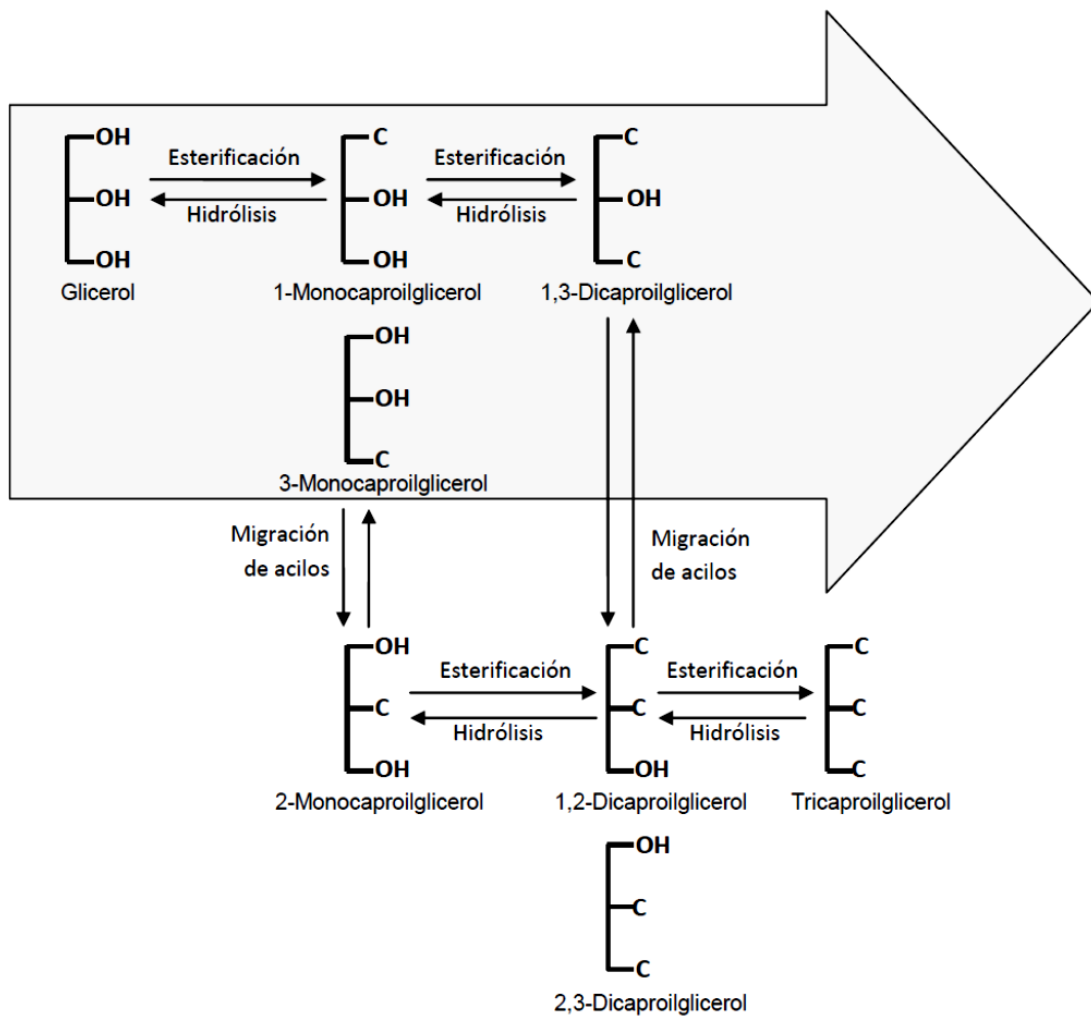 OH
OH
OH
Glicerol
Esterificación
Hidrólisis
C
OH
OH
1-Monocaproilglicerol
Esterificación
Hidrólisis
C
OH
C
1,3-Dicaproilglicerol
OH
OH
C
3-Monocaproilglicerol
Migración
de acilos
Migración
de acilos
OH
C
OH
2-Monocaproilglicerol
Esterificación
Hidrólisis
C
C
OH
1,2-Dicaproilglicerol
Esterificación
Hidrólisis
C
C
C
Tricaproilglicerol
OH
C
C
2,3-Dicaproilglicerol